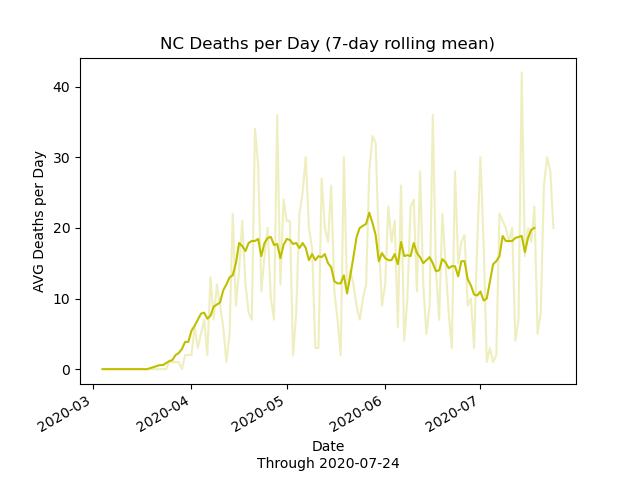 NC Deaths per Day (7-day rolling mean)
AVG Deaths per Day
40
30
20
10
0
2020-03
2020-04
2020-05
2020-06
2020-07
Date
Through 2020-07-24